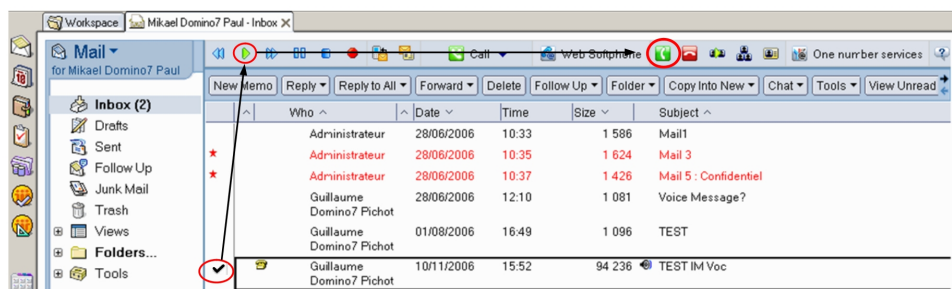 Workspace Mikael Domino7 Paul - Inbox
Mail
for Mikael Domino7 Paul
Call Web Softphone One number services
New Memo Reply Reply to All Forward Delete Follow Up Folder Copy Into New Chat Tools View Unread
Inbox (2)
Drafts
Sent
Follow Up
Junk Mail
Trash
Views
Folders...
Tools
Who Date Time Size Subject
Administrateur 28/06/2006 10:33 1 586 Mail1
Administrateur 28/06/2006 10:35 1 624 Mail 3
Administrateur 28/06/2006 10:37 1 426 Mail 5 : Confidentiel
Guillaume 28/06/2006 12:10 1 081 Voice Message?
Domino7 Pichot
Guillaume 01/08/2006 16:49 1 096 TEST
Domino7 Pichot
Guillaume 10/11/2006 15:52 94 236 TEST IM Voc
Domino7 Pichot